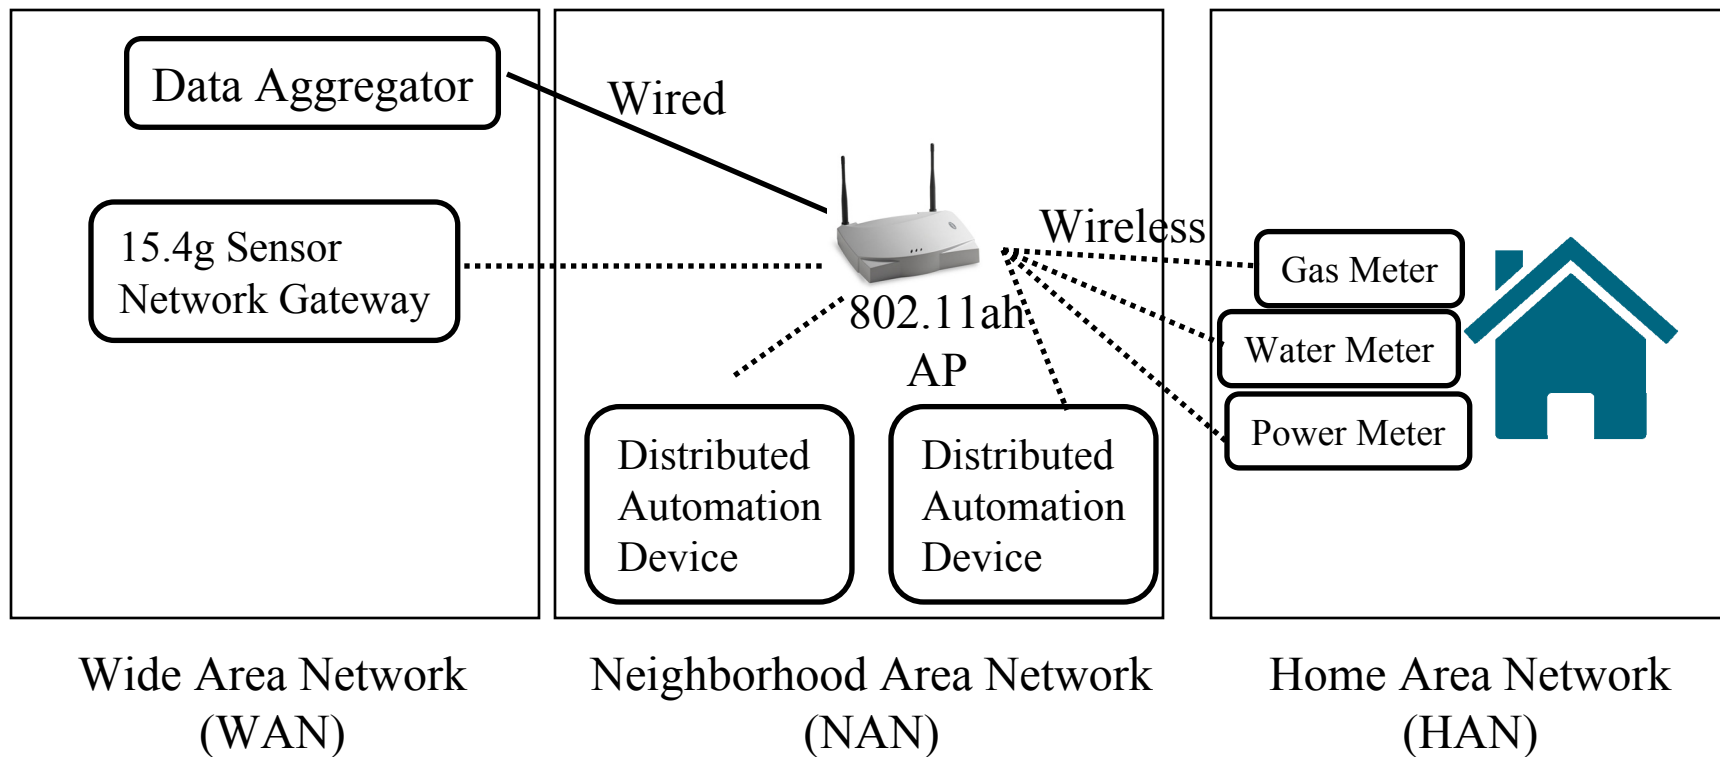 Data Aggregator
Wired
15.4g Sensor
Network Gateway
802.11ah
AP
Wireless
Distributed
Automation
Device
Distributed
Automation
Device
Gas Meter
Water Meter
Power Meter
Wide Area Network
(WAN)
Neighborhood Area Network
(NAN)
Home Area Network
(HAN)